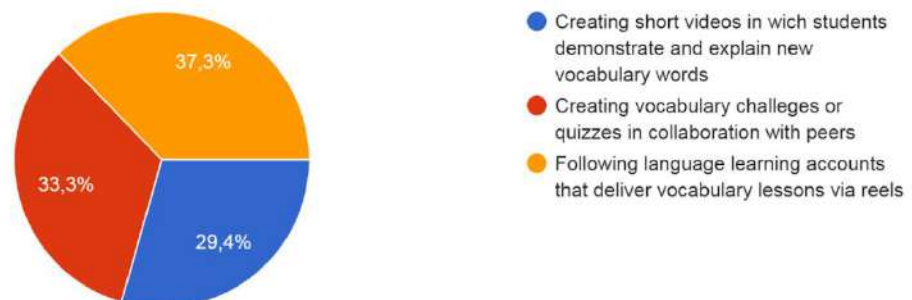 37,3%
33,3%
29,4%
Creating short videos in wich students
demonstrate and explain new
vocabulary words
Creating vocabulary challeges or
quizzes in collaboration with peers
Following language learning accounts
that deliver vocabulary lessons via reels